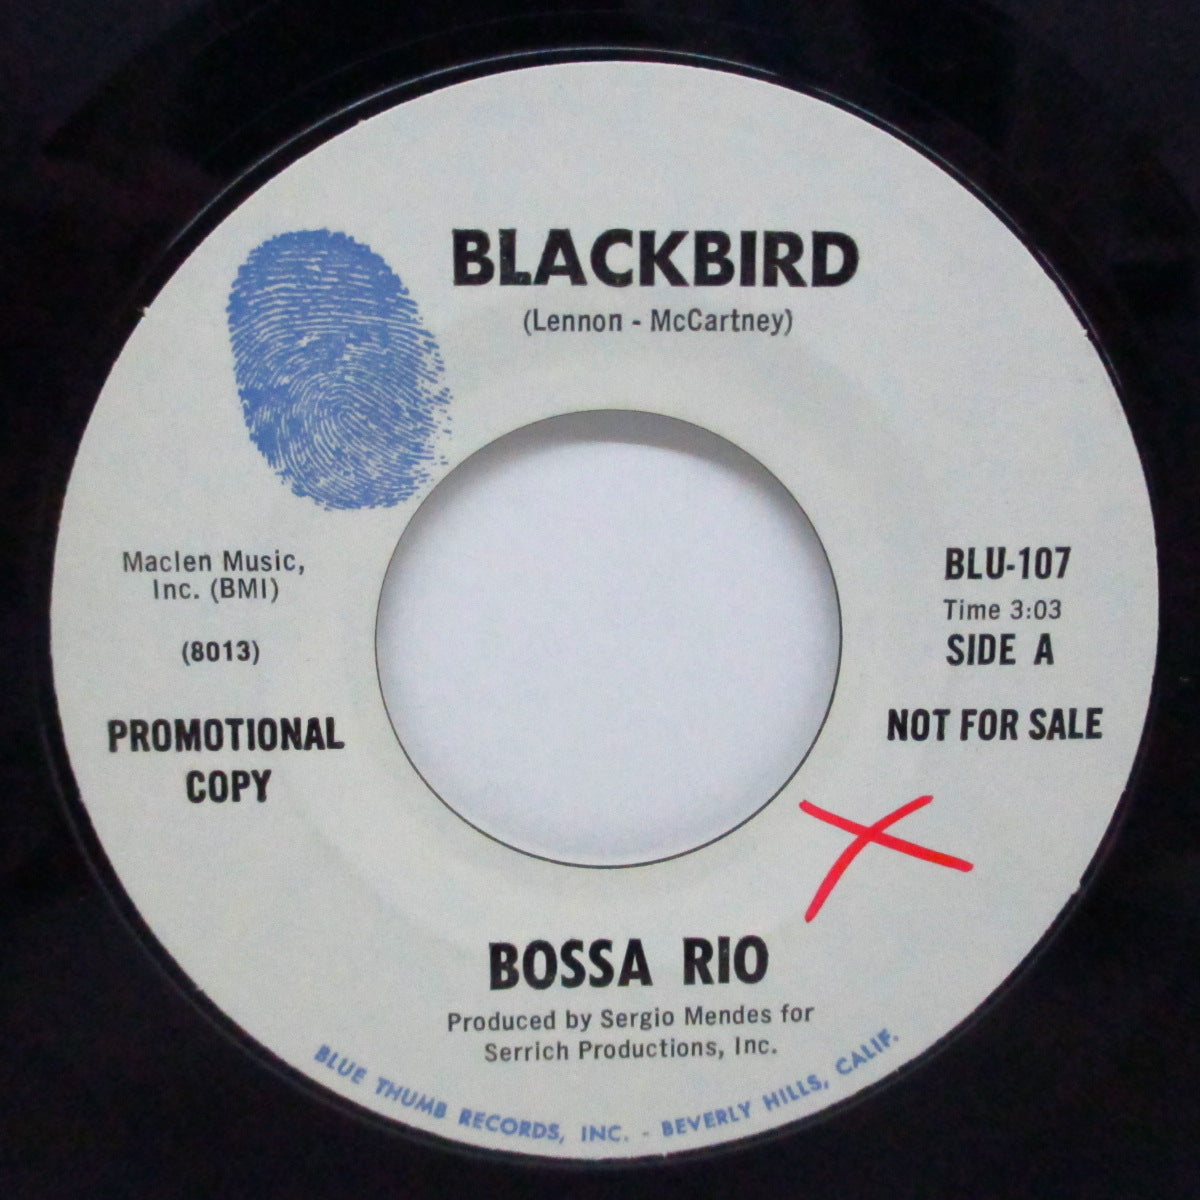 BLACKBIRD
(Lennon - McCartney)
Maclen Music,
Inc. (BMI)
(8013)
PROMOTIONAL
COPY
BLU-107
Time 3:03
SIDE A
NOT FOR SALE
BOSSA RIO
Produced by Sergio Mendes for
Serrich Productions, Inc.
BLUE THUMB RECORDS, INC. - BEVERLY HILLS, CALIF.